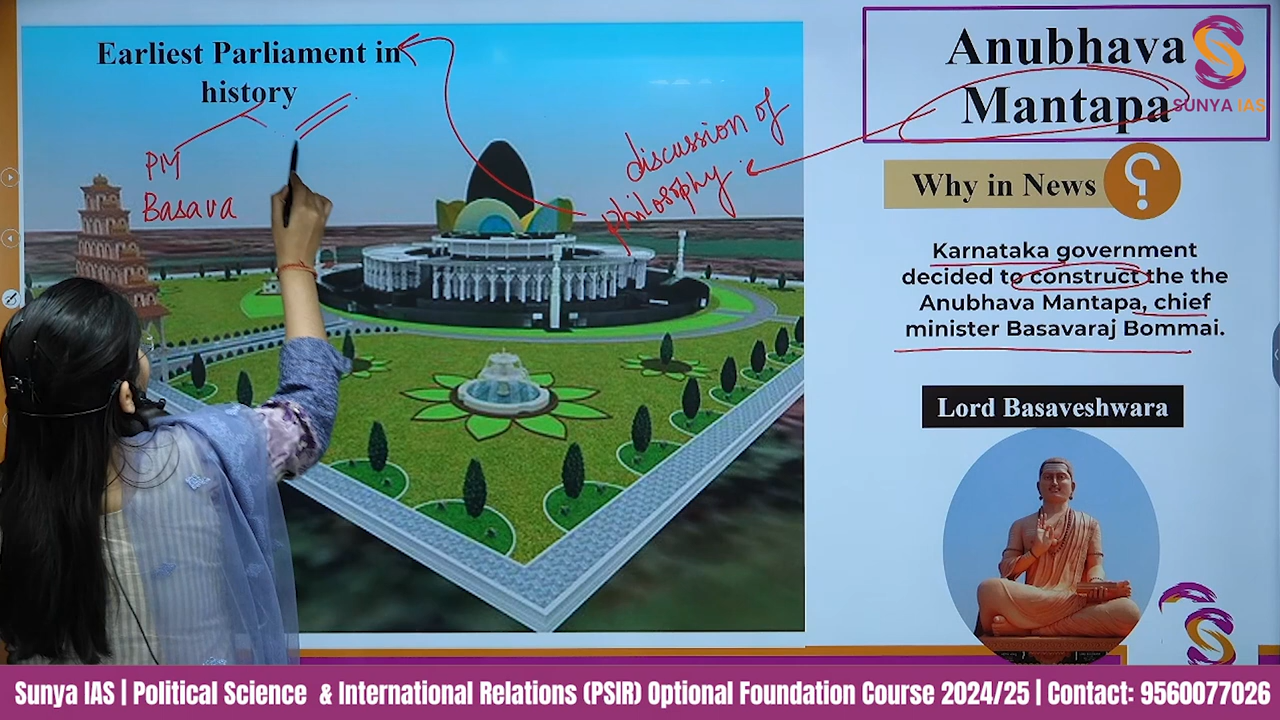 Earliest Parliament in
history
PM
Basava
discussion of
philosophy
Anubhava
Mantapa
SUNYA IAS
Why in News
?
Karnataka government
decided to construct the the
Anubhava Mantapa, chief
minister Basavaraj Bommai.
Lord Basaveshwara
Sunya IAS | Political Science & International Relations (PSIR) Optional Foundation Course 2024/25 | Contact: 9560077026